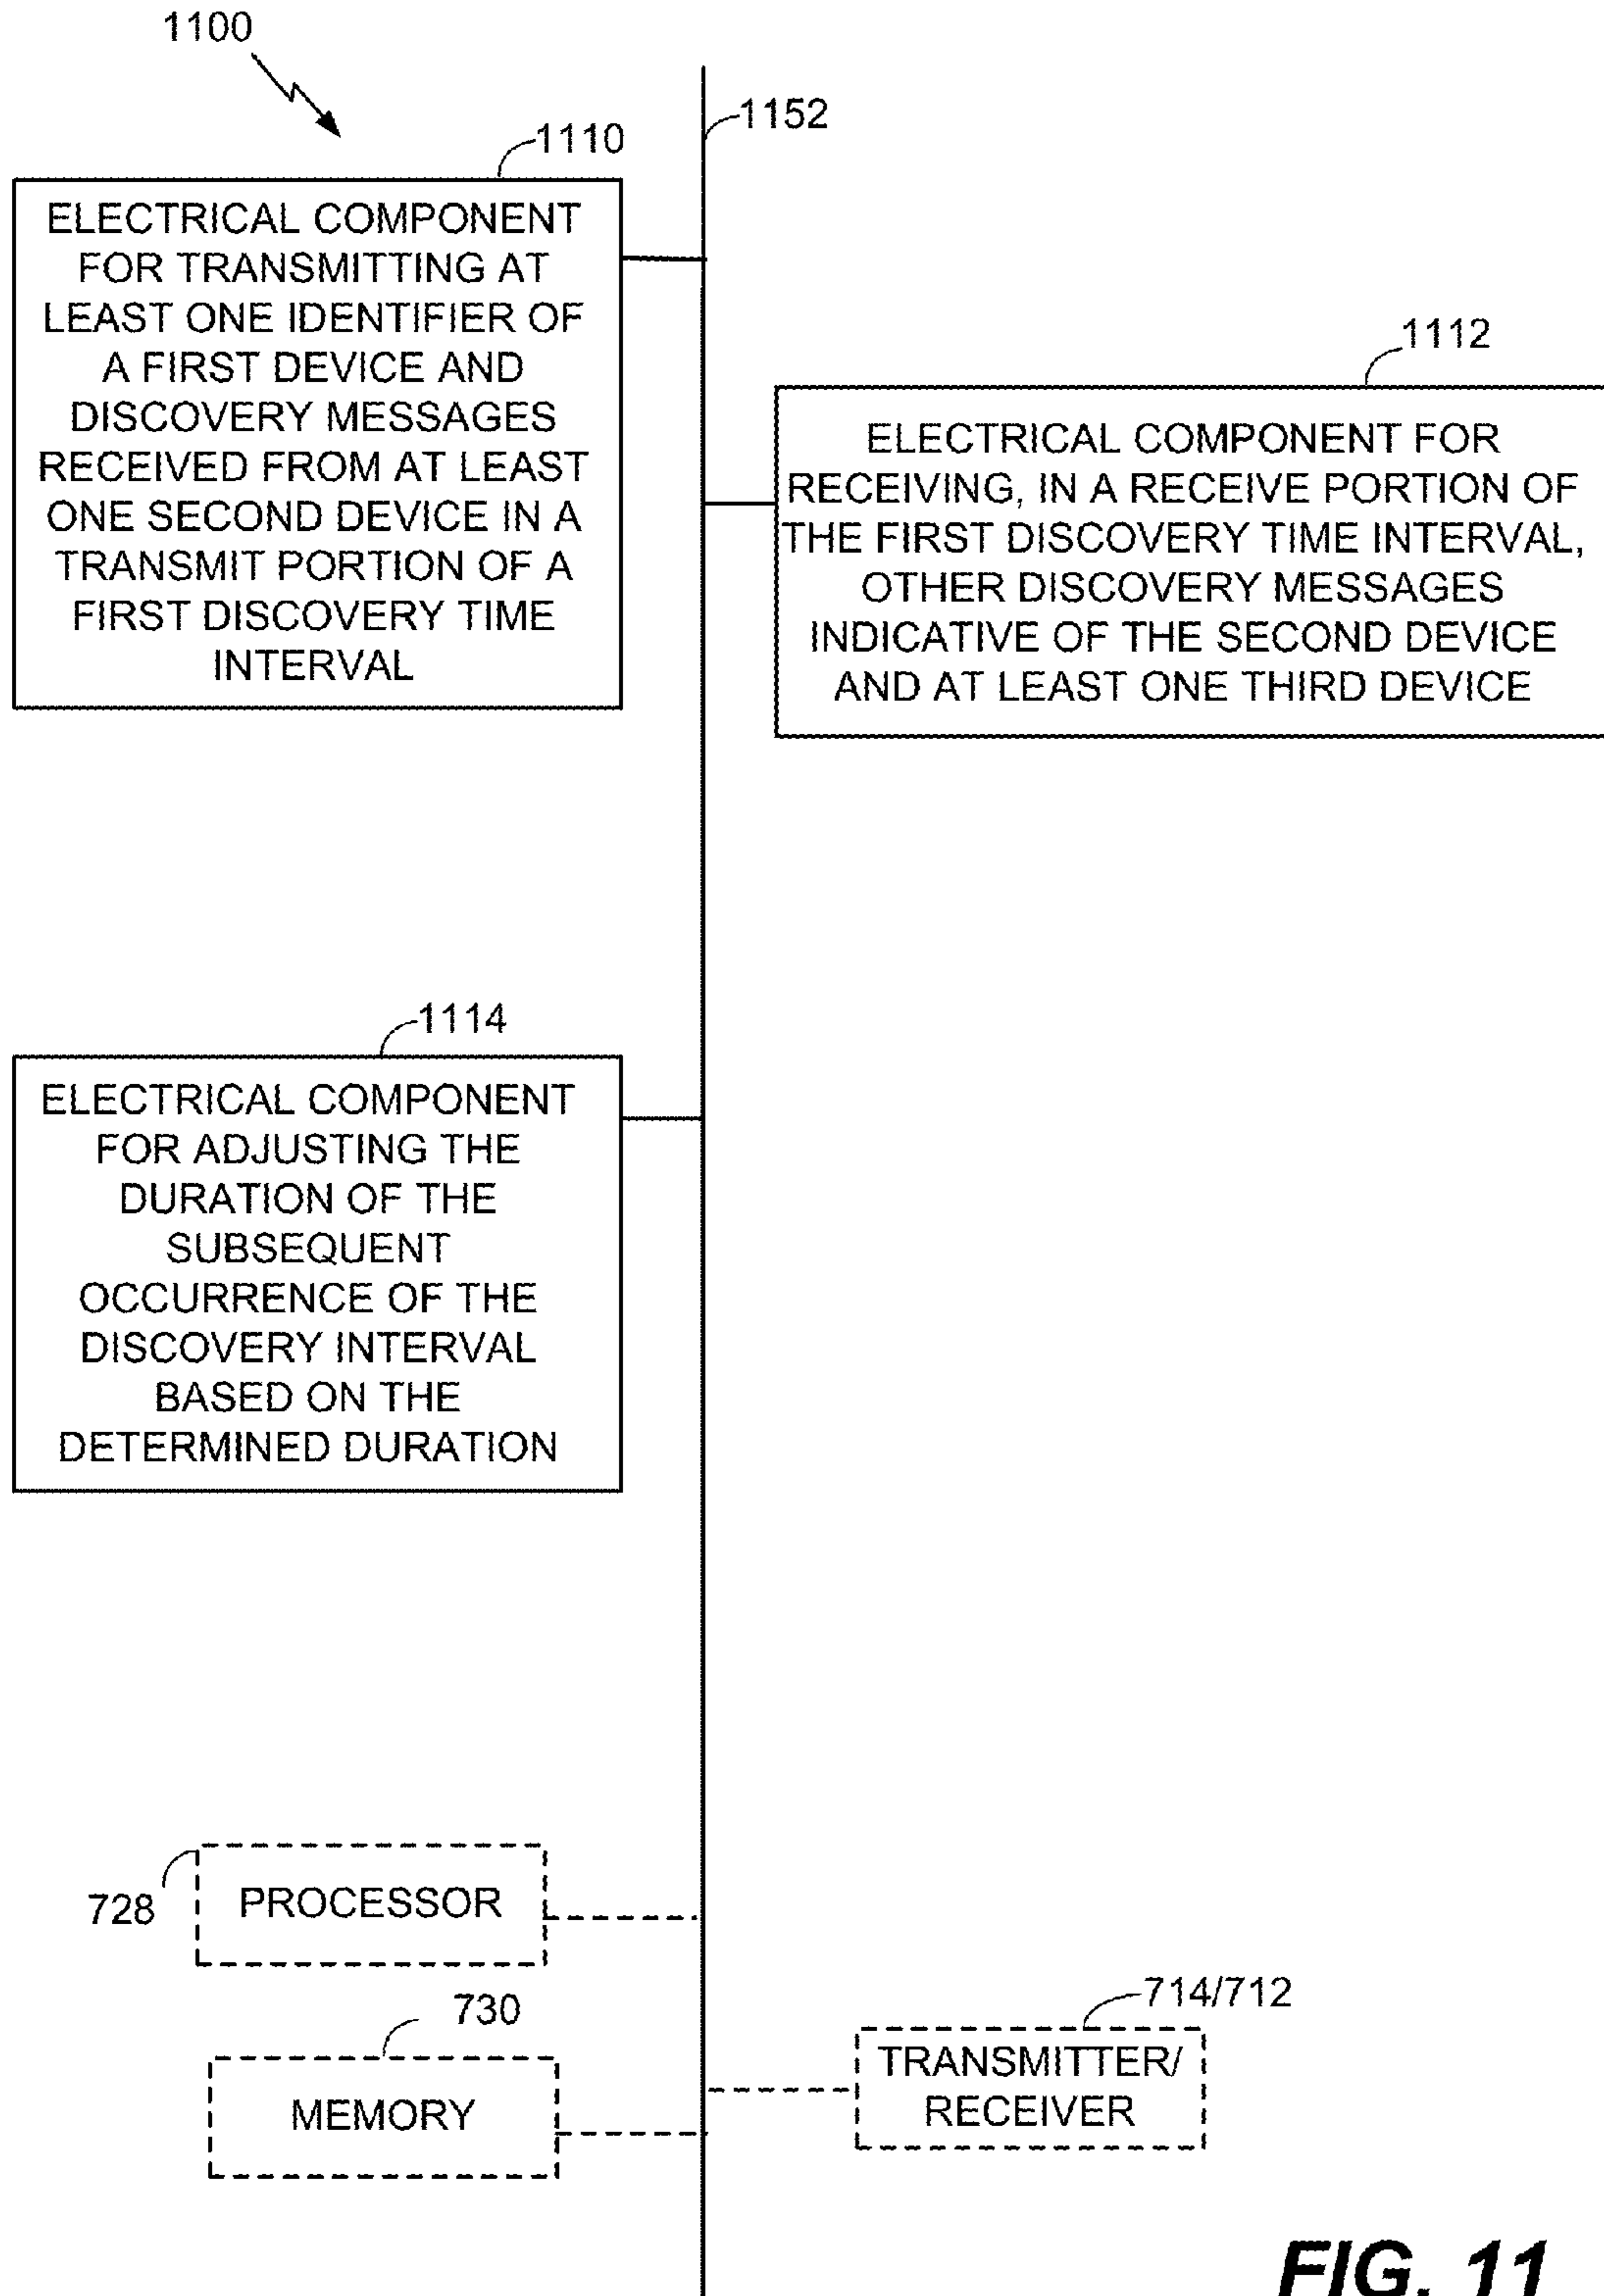 1100
1152
1110
ELECTRICAL COMPONENT
FOR TRANSMITTING AT
LEAST ONE IDENTIFIER OF
A FIRST DEVICE AND
DISCOVERY MESSAGES
RECEIVED FROM AT LEAST
ONE SECOND DEVICE IN A
TRANSMIT PORTION OF A
FIRST DISCOVERY TIME
INTERVAL
1112
ELECTRICAL COMPONENT FOR
RECEIVING, IN A RECEIVE PORTION OF
THE FIRST DISCOVERY TIME INTERVAL,
OTHER DISCOVERY MESSAGES
INDICATIVE OF THE SECOND DEVICE
AND AT LEAST ONE THIRD DEVICE
1114
ELECTRICAL COMPONENT
FOR ADJUSTING THE
DURATION OF THE
SUBSEQUENT
OCCURRENCE OF THE
DISCOVERY INTERVAL
BASED ON THE
DETERMINED DURATION
728
PROCESSOR
730
MEMORY
714/712
TRANSMITTER/
RECEIVER
FIG. 11